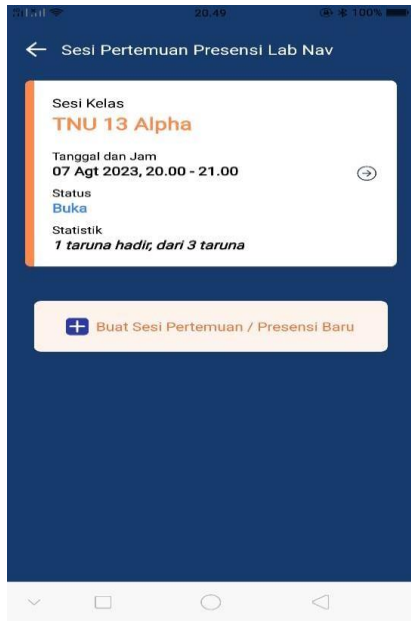 20.49
100%
Sesi Pertemuan Presensi Lab Nav
Sesi Kelas
TNU 13 Alpha
Tanggal dan Jam
07 Agt 2023, 20.00 - 21.00
Status
Buka
Statistik
1 taruna hadir, dari 3 taruna
Buat Sesi Pertemuan / Presensi Baru